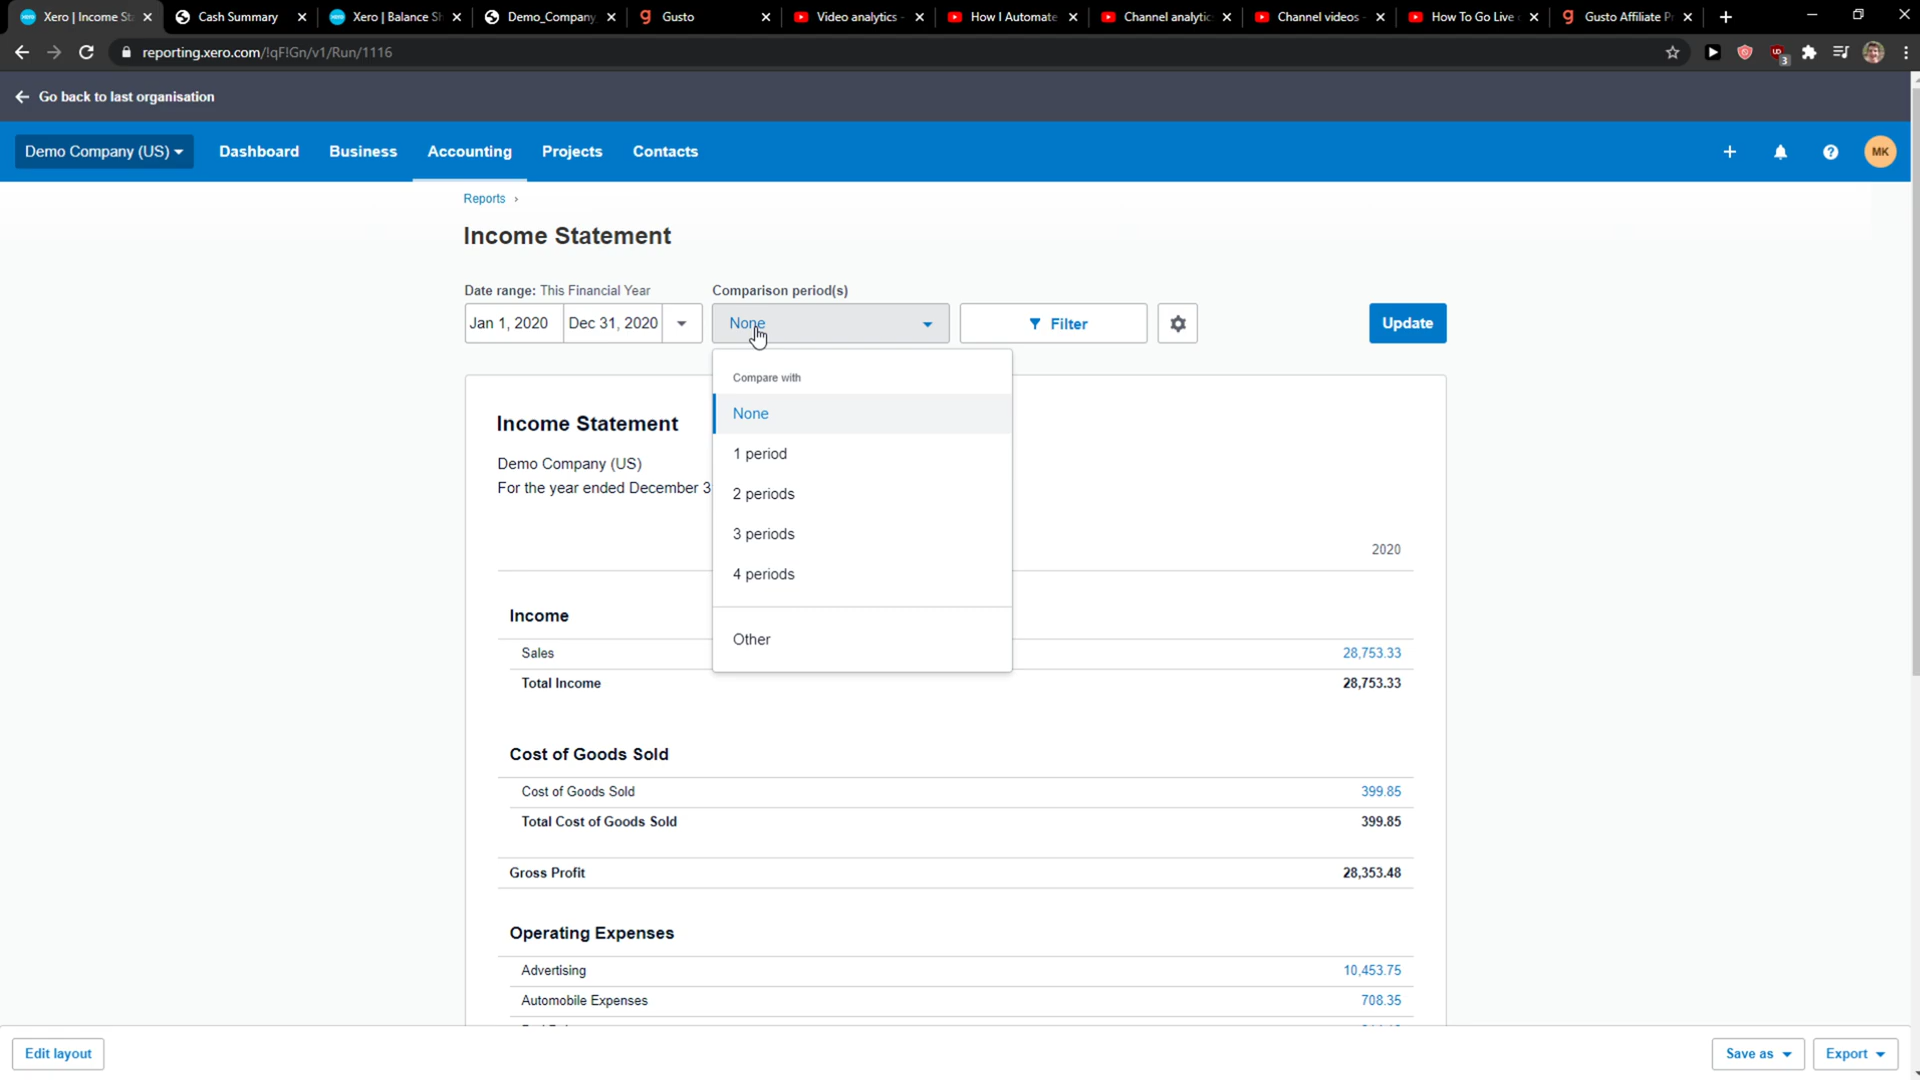 Xero | Income St
Cash Summary
Xero | Balance Sh
Demo_Company
Gusto
Video analytics -
How I Automate
Channel analytic
Channel videos -
How To Go Live
Gusto Affiliate P
reporting.xero.com/!qF!Gn/v1/Run/1116
3
Go back to last organisation
Demo Company (US)
Dashboard
Business
Accounting
Projects
Contacts
MK
Reports
Income Statement
Date range: This Financial Year
Comparison period(s)
Jan 1, 2020
Dec 31, 2020
None
Filter
Update
Compare with
None
1 period
2 periods
3 periods
4 periods
Other
Income Statement
Demo Company (US)
For the year ended December 3
2020
Income
Sales 28,753.33
Total Income 28,753.33
Cost of Goods Sold
Cost of Goods Sold 399.85
Total Cost of Goods Sold 399.85
Gross Profit 28,353.48
Operating Expenses
Advertising 10,453.75
Automobile Expenses 708.35
Edit layout
Save as
Export